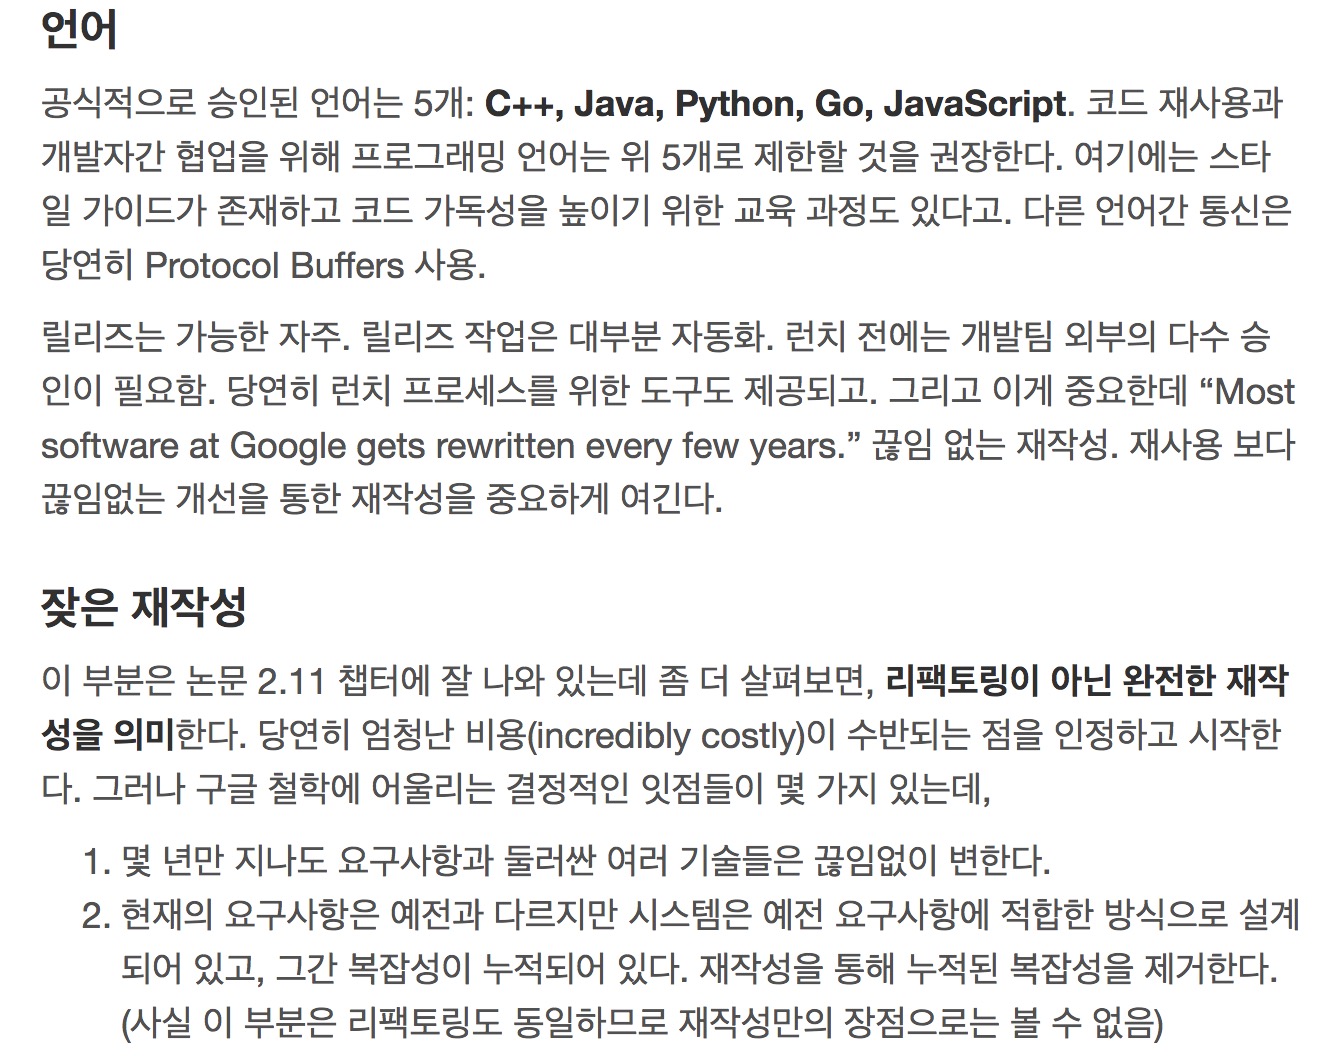 언어
공식적으로 승인된 언어는 5개: C++, Java, Python, Go, JavaScript. 코드 재사용과
개발자간 협업을 위해 프로그래밍 언어는 위 5개로 제한할 것을 권장한다. 여기에는 스타
일 가이드가 존재하고 코드 가독성을 높이기 위한 교육 과정도 있다고. 다른 언어간 통신은
당연히 Protocol Buffers 사용.
릴리즈는 가능한 자주. 릴리즈 작업은 대부분 자동화. 런치 전에는 개발팀 외부의 다수 승
인이 필요함. 당연히 런치 프로세스를 위한 도구도 제공되고. 그리고 이게 중요한데 “Most
software at Google gets rewritten every few years.” 끊임 없는 재작성. 재사용 보다
끊임없는 개선을 통한 재작성을 중요하게 여긴다.
잦은 재작성
이 부분은 논문 2.11 챕터에 잘 나와 있는데 좀 더 살펴보면, 리팩토링이 아닌 완전한 재작
성을 의미한다. 당연히 엄청난 비용(incredibly costly)이 수반되는 점을 인정하고 시작한
다. 그러나 구글 철학에 어울리는 결정적인 잇점들이 몇 가지 있는데,
1. 몇 년만 지나도 요구사항과 둘러싼 여러 기술들은 끊임없이 변한다.
2. 현재의 요구사항은 예전과 다르지만 시스템은 예전 요구사항에 적합한 방식으로 설계
되어 있고, 그간 복잡성이 누적되어 있다. 재작성을 통해 누적된 복잡성을 제거한다.
(사실 이 부분은 리팩토링도 동일하므로 재작성만의 장점으로는 볼 수 없음)